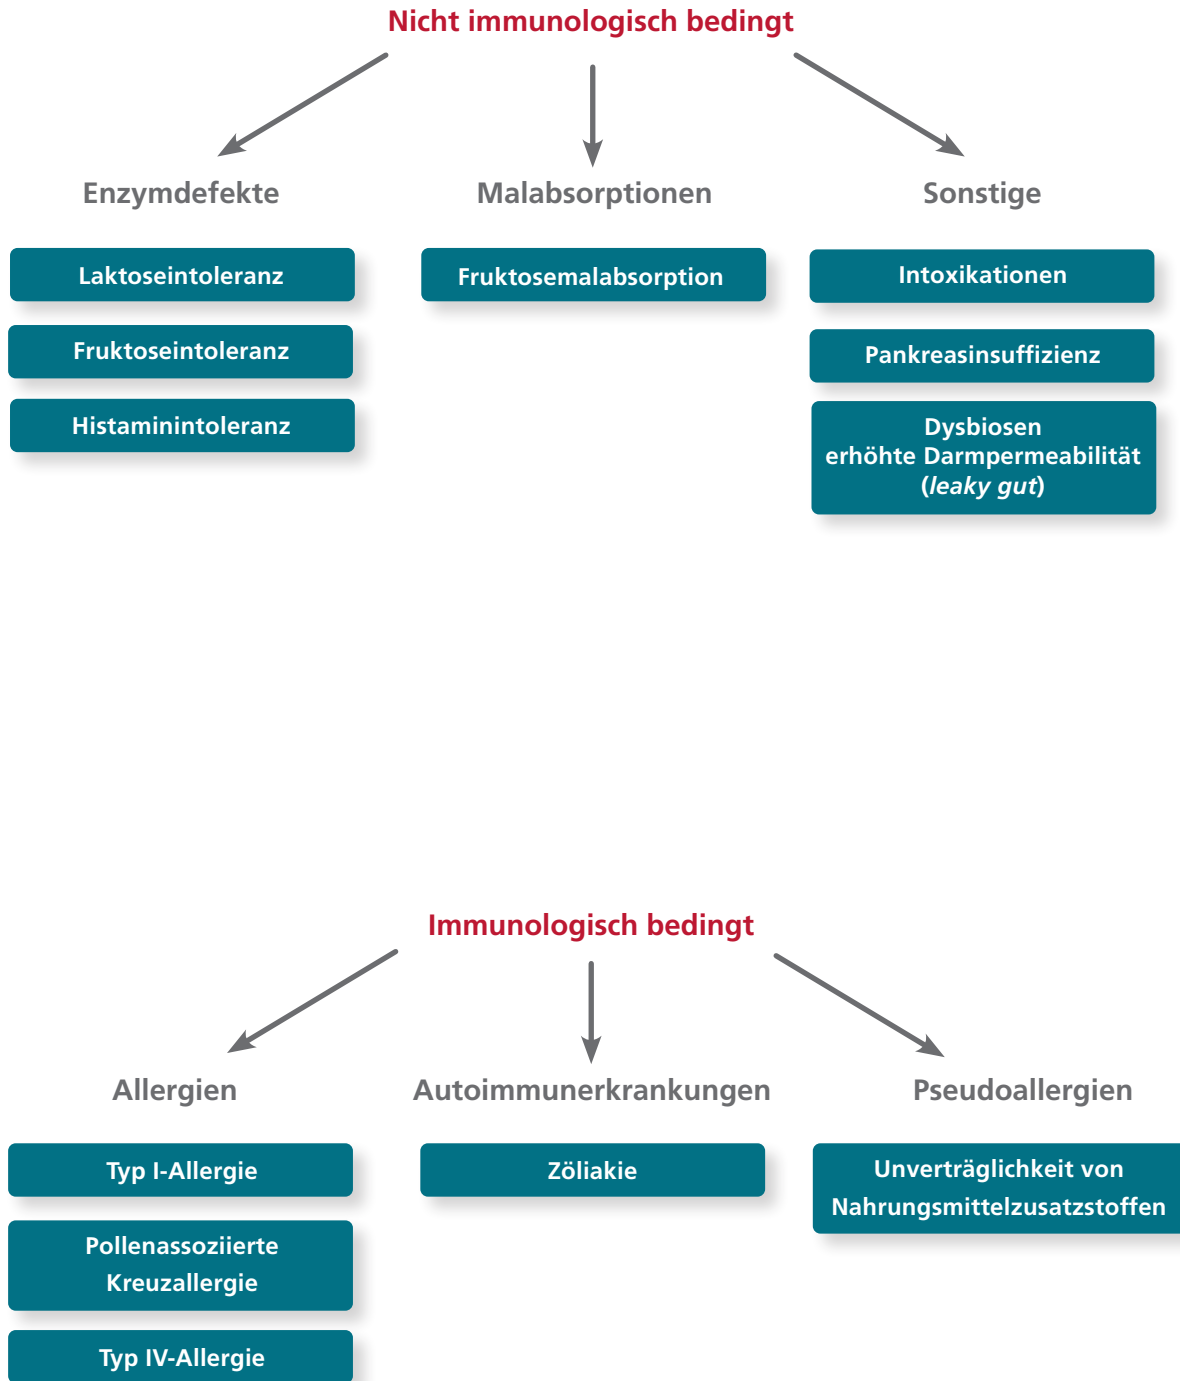 Nicht immunologisch bedingt
Enzymdefekte
Malabsorptionen
Sonstige
Laktoseintoleranz
Fruktoseintoleranz
Histaminintoleranz
Fruktosemalabsorption
Intoxikationen
Pankreasinsuffizienz
Dysbiosen
erhöhte Darmpermeabilität
(leaky gut)
Immunologisch bedingt
Allergien
Autoimmunerkrankungen
Pseudoallergien
Typ I-Allergie
Pollenassoziierte
Kreuzallergie
Typ IV-Allergie
Zöliakie
Unverträglichkeit von
Nahrungsmittelzusatzstoffen